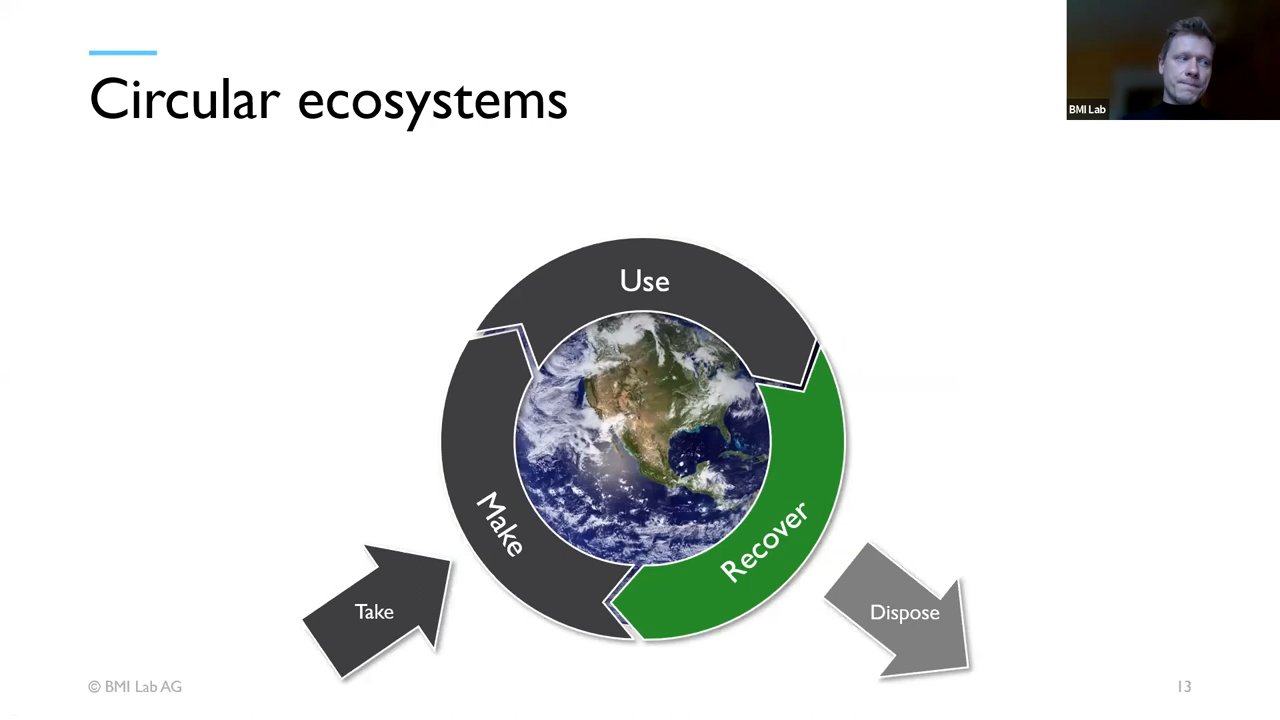 Circular ecosystems
BMI Lab
Use
Make
Recover
Take
Dispose
© BMI Lab AG
13